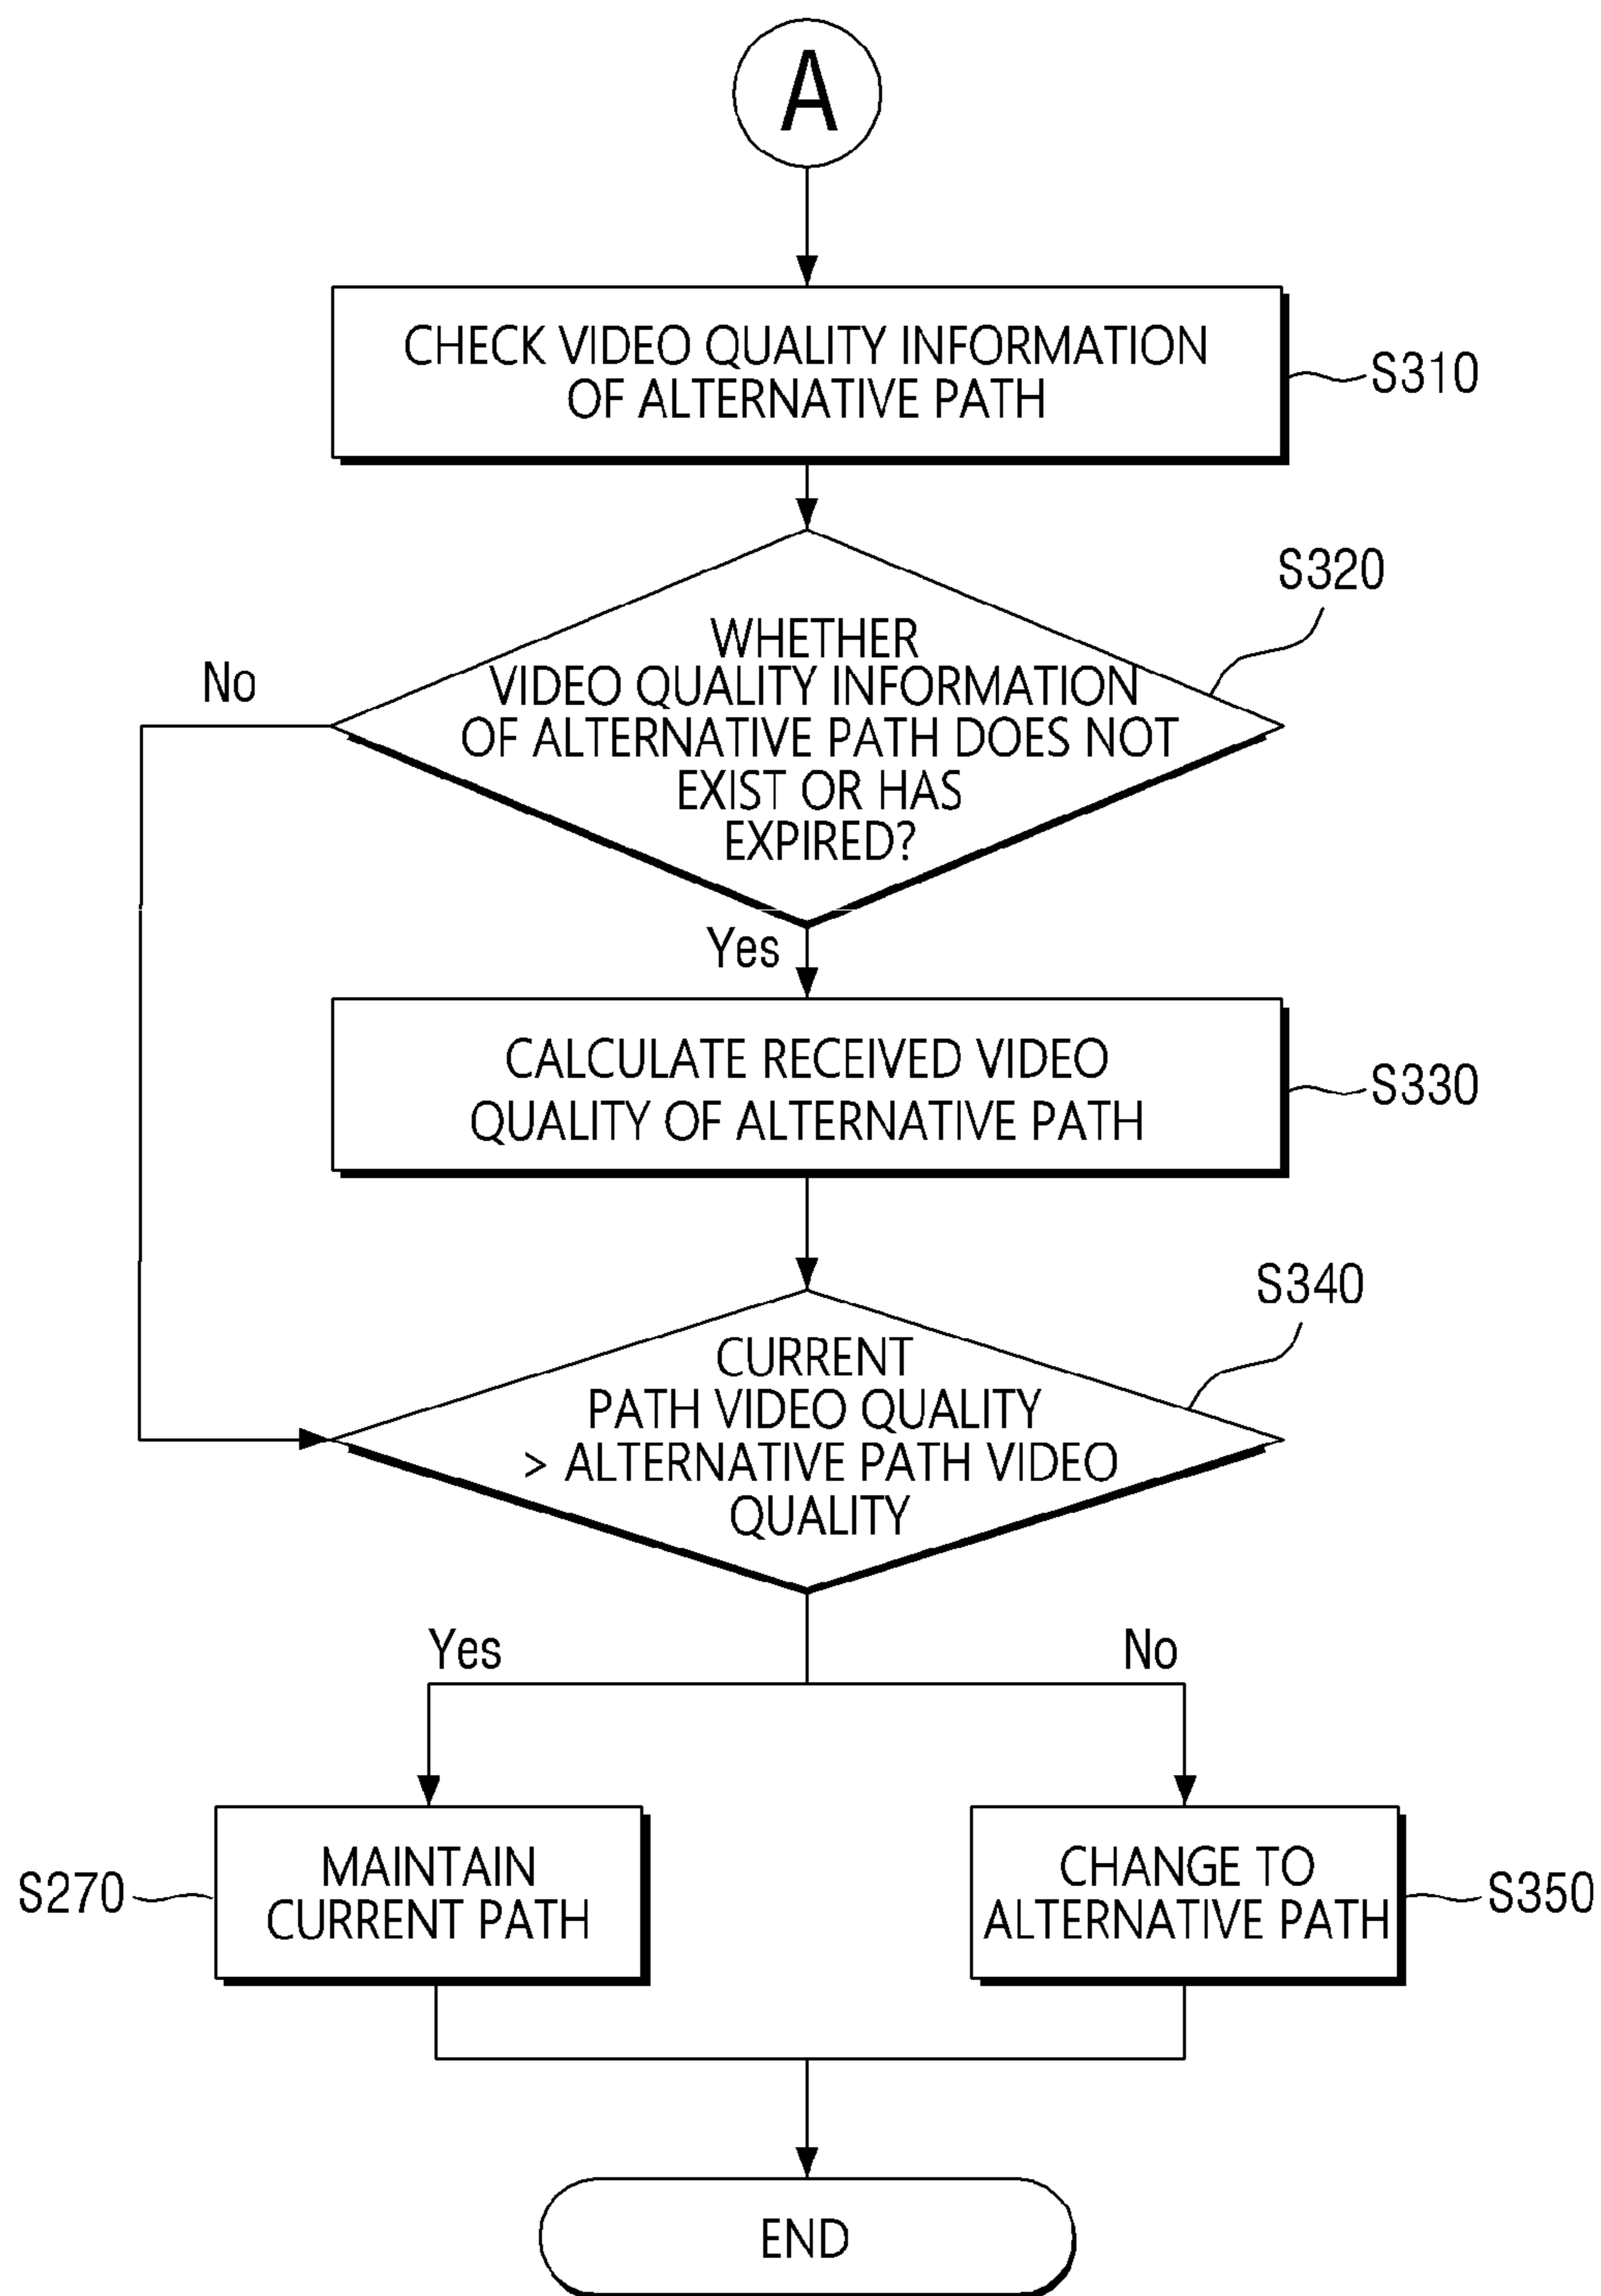 A
CHECK VIDEO QUALITY INFORMATION
OF ALTERNATIVE PATH
S310
S320
WHETHER
VIDEO QUALITY INFORMATION
OF ALTERNATIVE PATH DOES NOT
EXIST OR HAS
EXPIRED?
No
Yes
CALCULATE RECEIVED VIDEO
QUALITY OF ALTERNATIVE PATH
S330
S340
CURRENT
PATH VIDEO QUALITY
> ALTERNATIVE PATH VIDEO
QUALITY
Yes
No
S270
MAINTAIN
CURRENT PATH
CHANGE TO
ALTERNATIVE PATH
S350
END